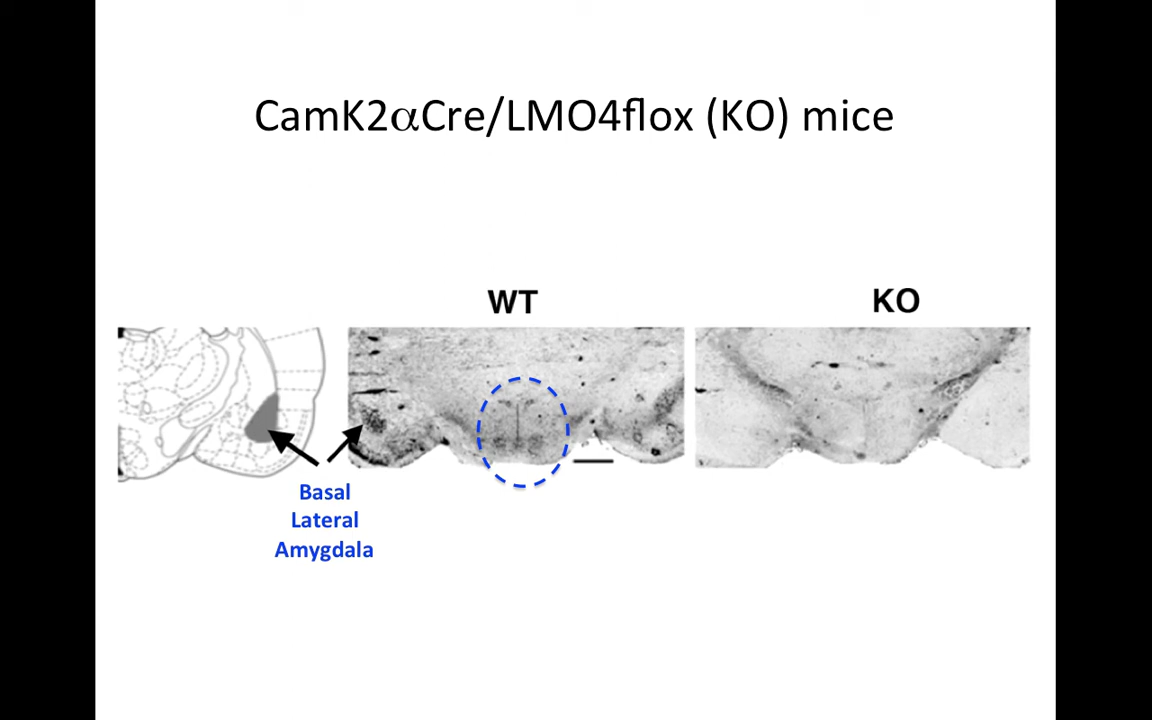 CamK2αCre/LMO4flox (KO) mice
WT
KO
Basal
Lateral
Amygdala